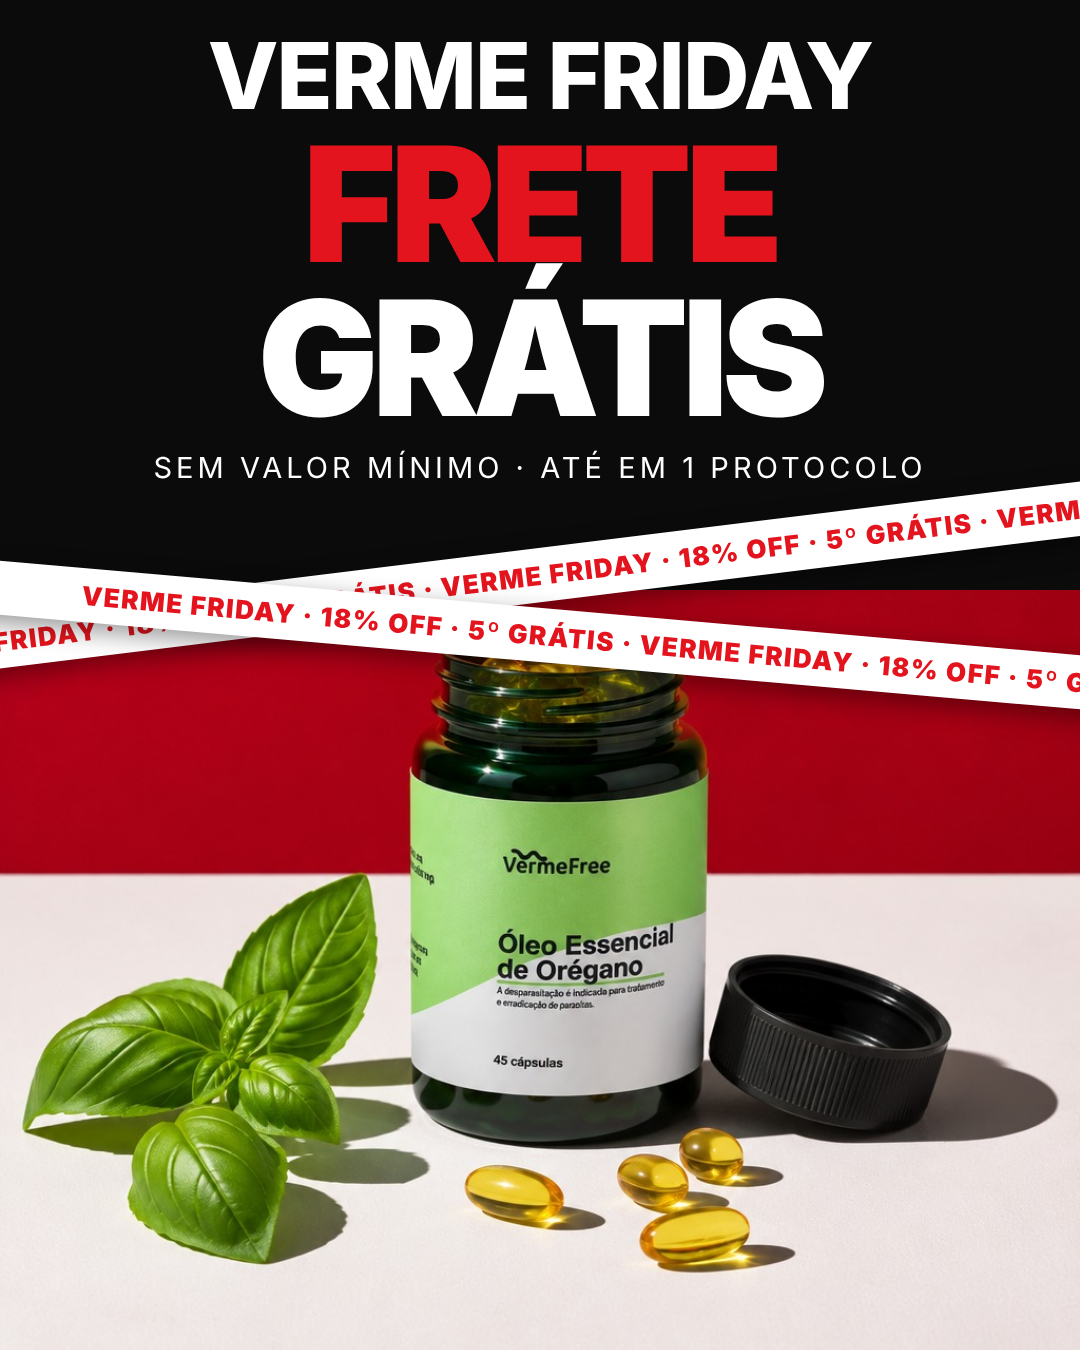 VERME FRIDAY
FRETE
GRÁTIS
SEM VALOR MÍNIMO · ATÉ EM 1 PROTOCOLO
VERME FRIDAY · 18% OFF · 5º GRÁTIS · VERM
FRIDAY ·
VERME FRIDAY · 18% OFF · 5º GRÁTIS · VERME FRIDAY · 18% OFF · 5º G
VermeFree
Óleo Essencial
de Orégano
A desparasitação é indicada para tratamento
e erradicação de parasitas.
45 cápsulas